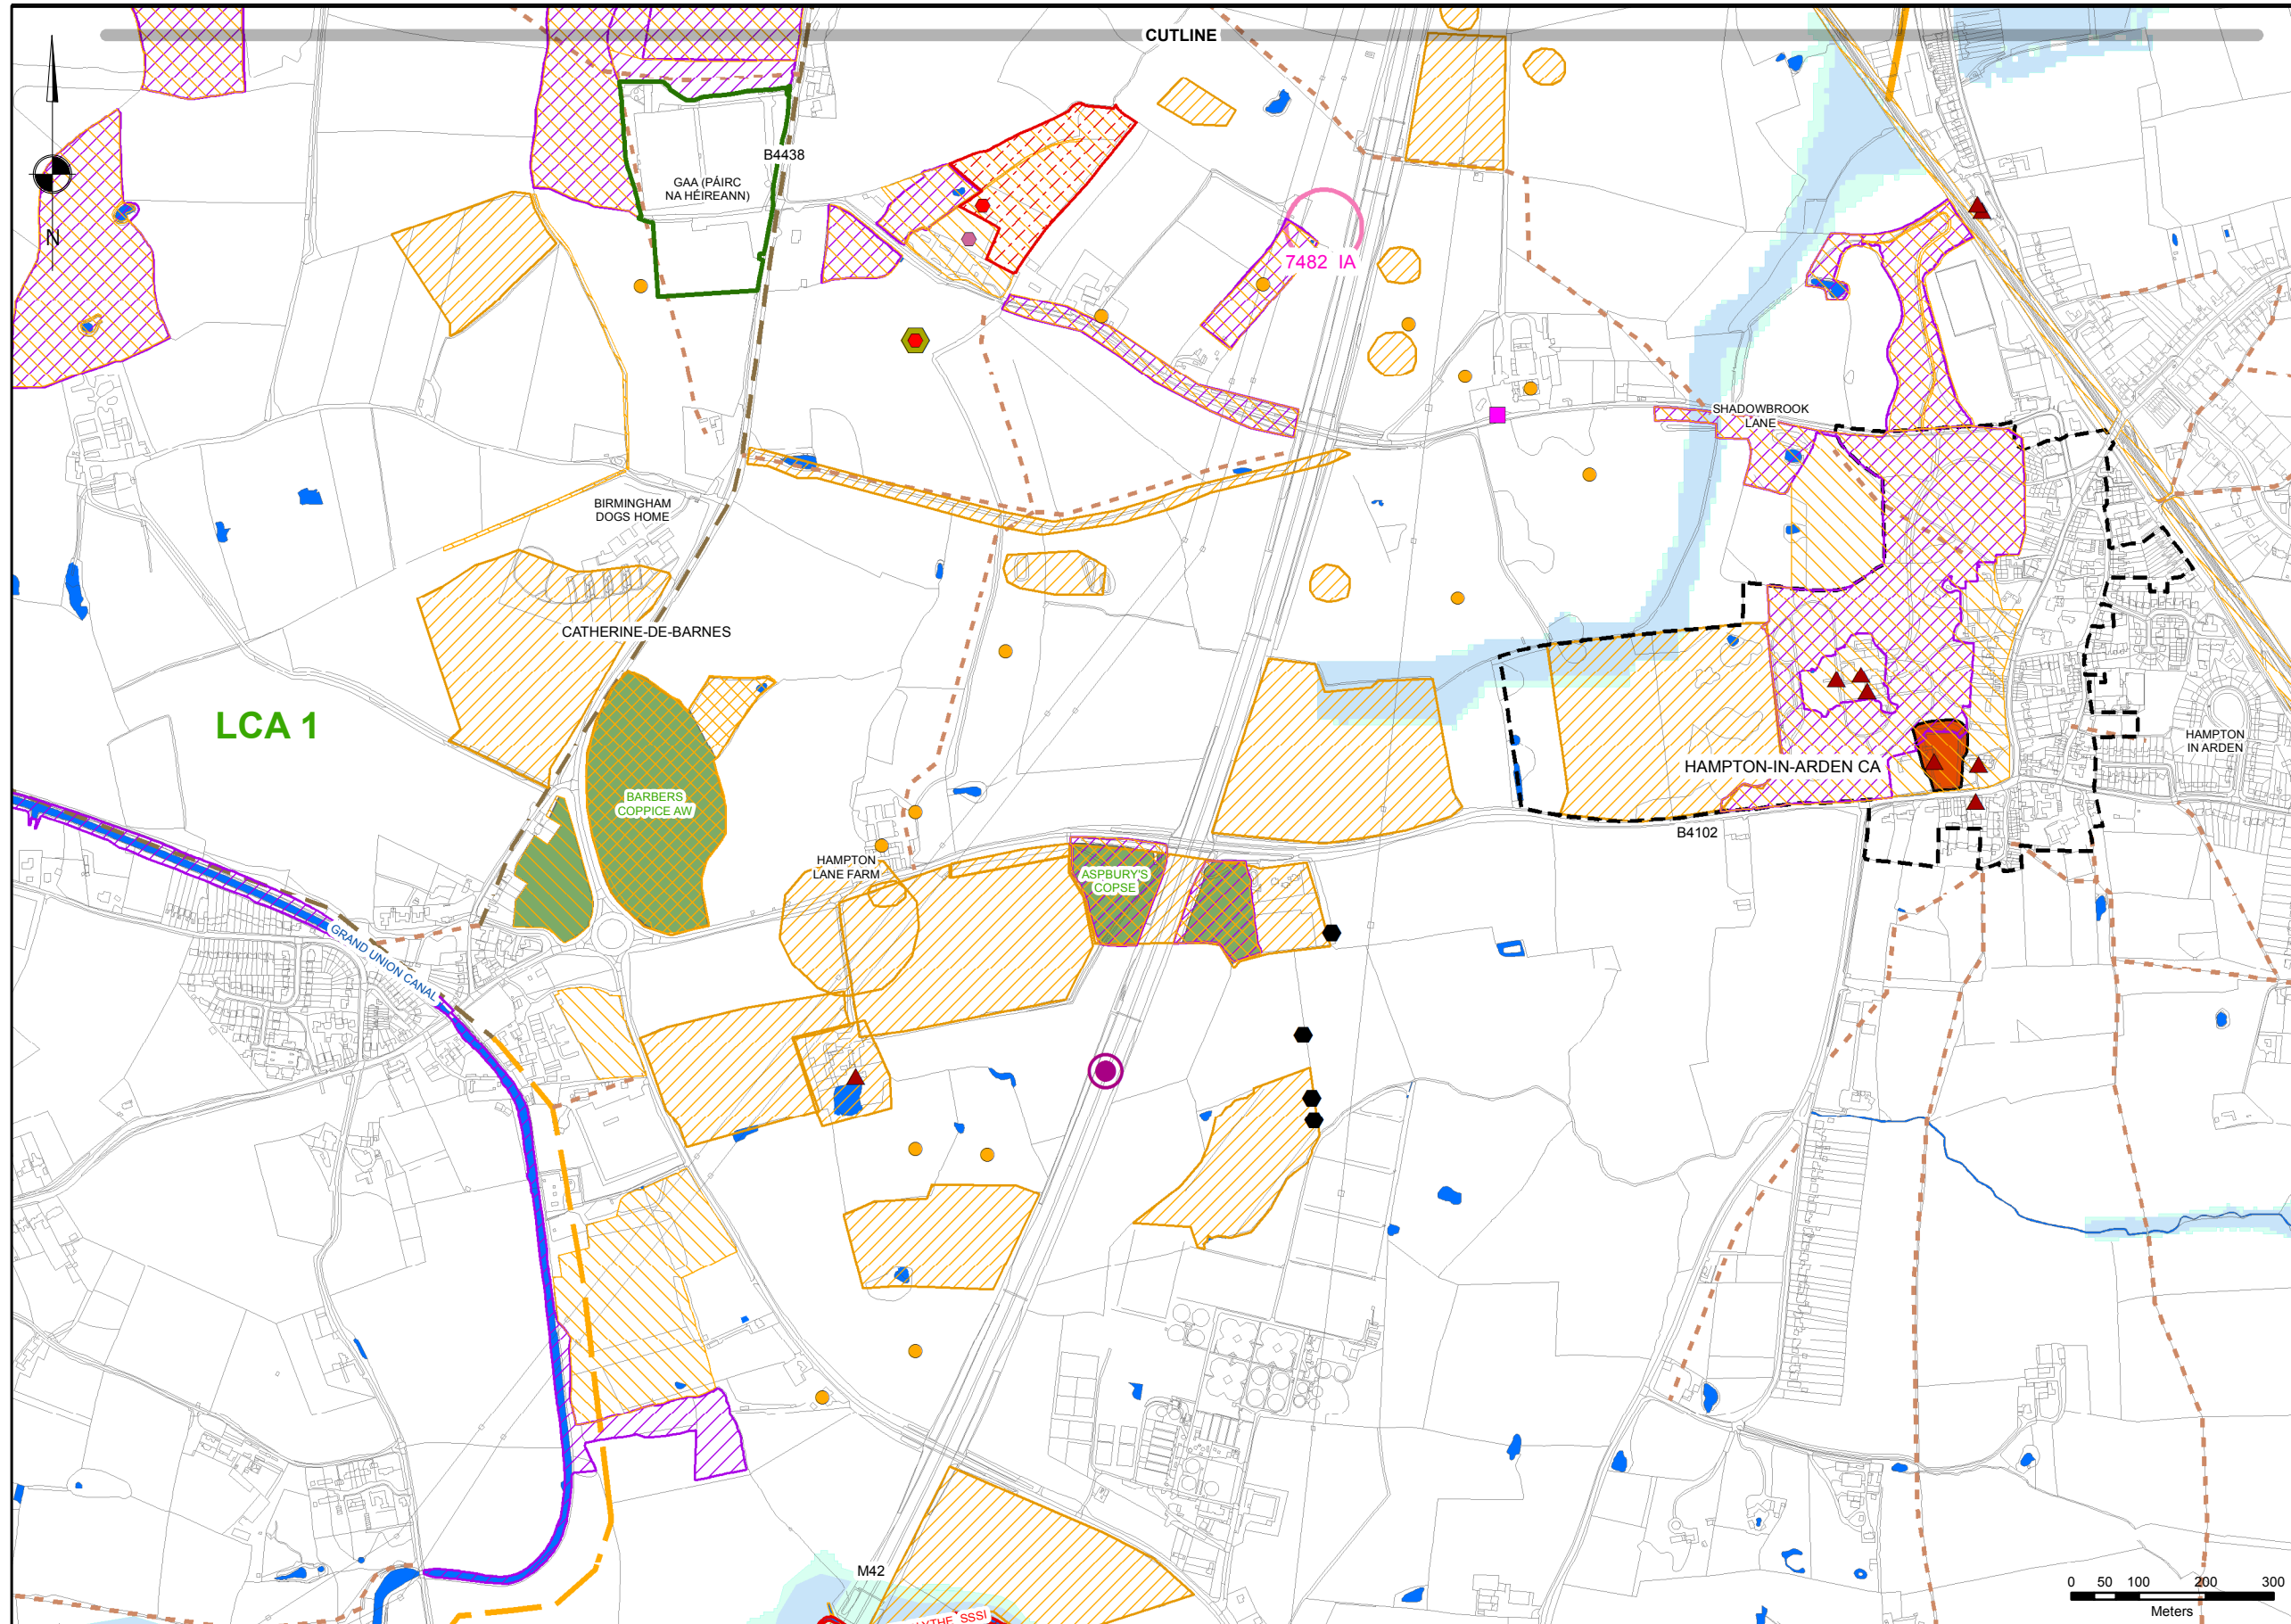 CUTLINE
B4438
GAA (PÁIRC
NA HÉIREANN)
N
7482 IA
SHADOWBROOK
LANE
BIRMINGHAM
DOGS HOME
CATHERINE-DE-BARNES
LCA 1
HAMPTON
IN ARDEN
HAMPTON-IN-ARDEN CA
BARBERS
COPPICE AW
B4102
HAMPTON
LANE FARM
ASPBURY'S
COPSE
GRAND UNION CANAL
M42
SSSI
0 50 100 200 300
Meters